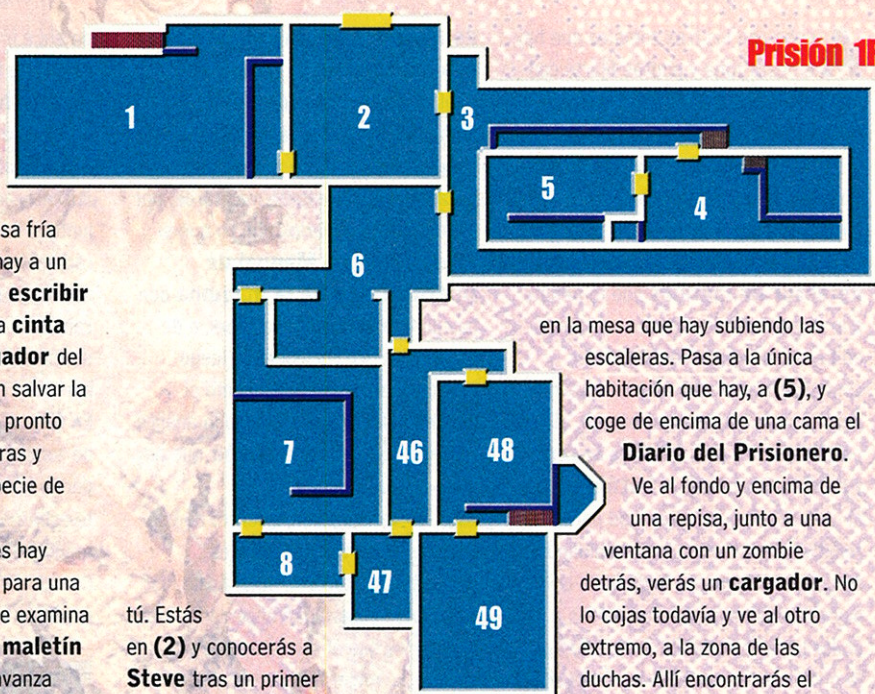 Prisión 1F
1
2
3
5
4
6
7
46
48
8
47
49
sa fría
hay a un
escribir
a cinta
gador del
n salvar la
pronto
ras y
pecie de
s hay
para una
e examina
maletín
avanza
tú. Estás
en (2) y conocerás a
Steve tras un primer
en la mesa que hay subiendo las
escaleras. Pasa a la única
habitación que hay, a (5), y
coge de encima de una cama el
Diario del Prisionero.
Ve al fondo y encima de
una repisa, junto a una
ventana con un zombie
detrás, verás un cargador. No
lo cojas todavía y ve al otro
extremo, a la zona de las
duchas. Allí encontrarás el